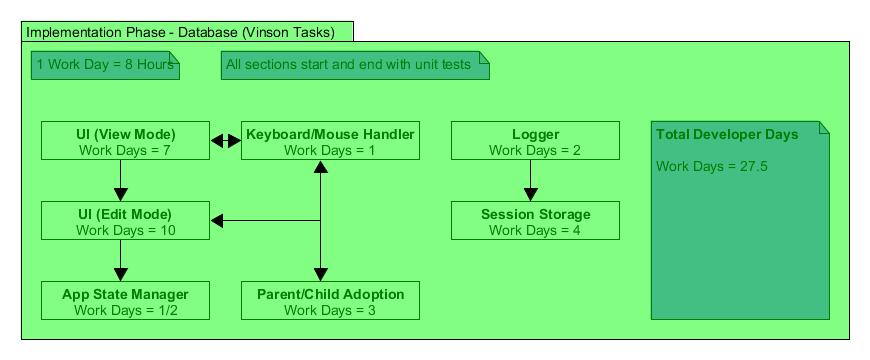 Implementation Phase - Database (Vinson Tasks)
1 Work Day = 8 Hours
All sections start and end with unit tests
UI (View Mode)
Work Days = 7
Keyboard/Mouse Handler
Work Days = 1
Logger
Work Days = 2
Total Developer Days
Work Days = 27.5
UI (Edit Mode)
Work Days = 10
Session Storage
Work Days = 4
App State Manager
Work Days = 1/2
Parent/Child Adoption
Work Days = 3